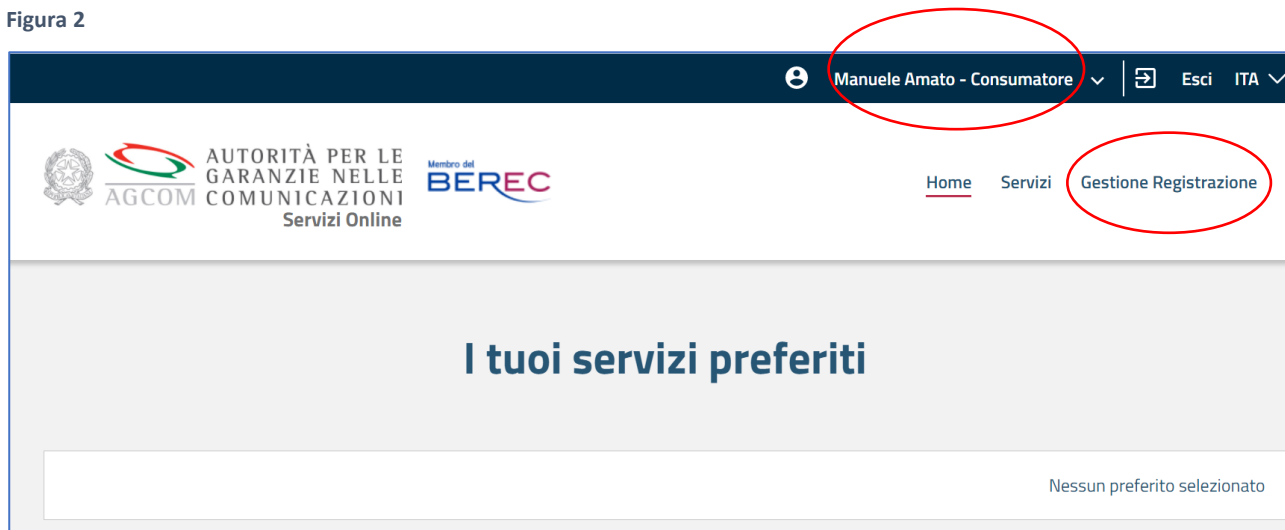 Figura 2
Manuele Amato - Consumatore
Esci
ITA
AGCOM
AUTORITÀ PER LE
GARANZIE NELLE
COMUNICAZIONI
Servizi Online
Membro del
BEREC
Home
Servizi
Gestione Registrazione
I tuoi servizi preferiti
Nessun preferito selezionato